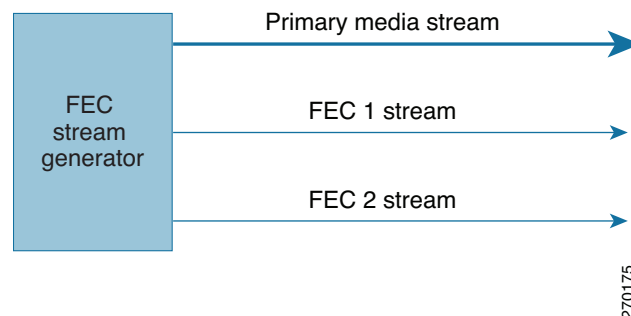 Primary media stream
FEC
stream
generator
FEC 1 stream
FEC 2 stream
270175